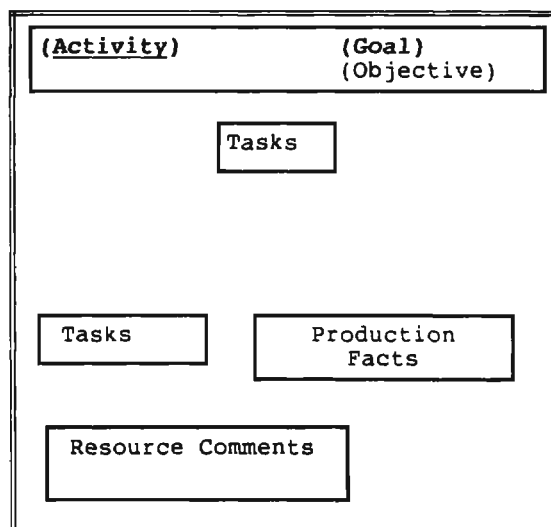 (Activity) (Goal)
(Objective)
Tasks
Tasks
Production
Facts
Resource Comments